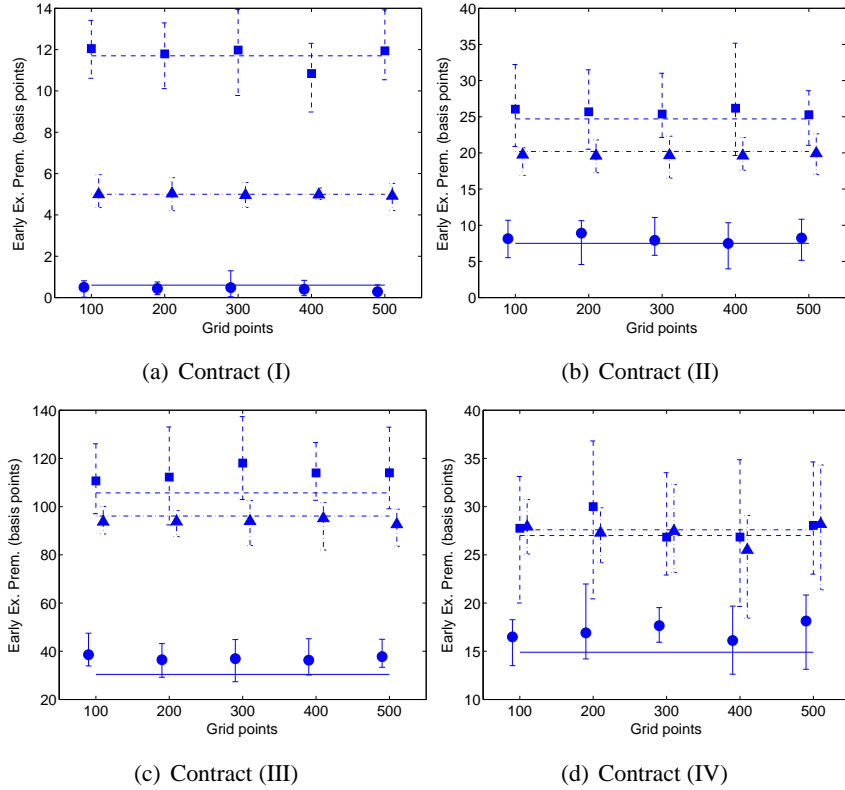 14
12
10
8
6
4
2
0
Early Ex. Prem. (basis points)
100 200 300 400 500
Grid points
(a) Contract (I)
40
35
30
25
20
15
10
5
0
Early Ex. Prem. (basis points)
100 200 300 400 500
Grid points
(b) Contract (II)
140
120
100
80
60
40
20
Early Ex. Prem. (basis points)
100 200 300 400 500
Grid points
(c) Contract (III)
40
35
30
25
20
15
10
Early Ex. Prem. (basis points)
100 200 300 400 500
Grid points
(d) Contract (IV)